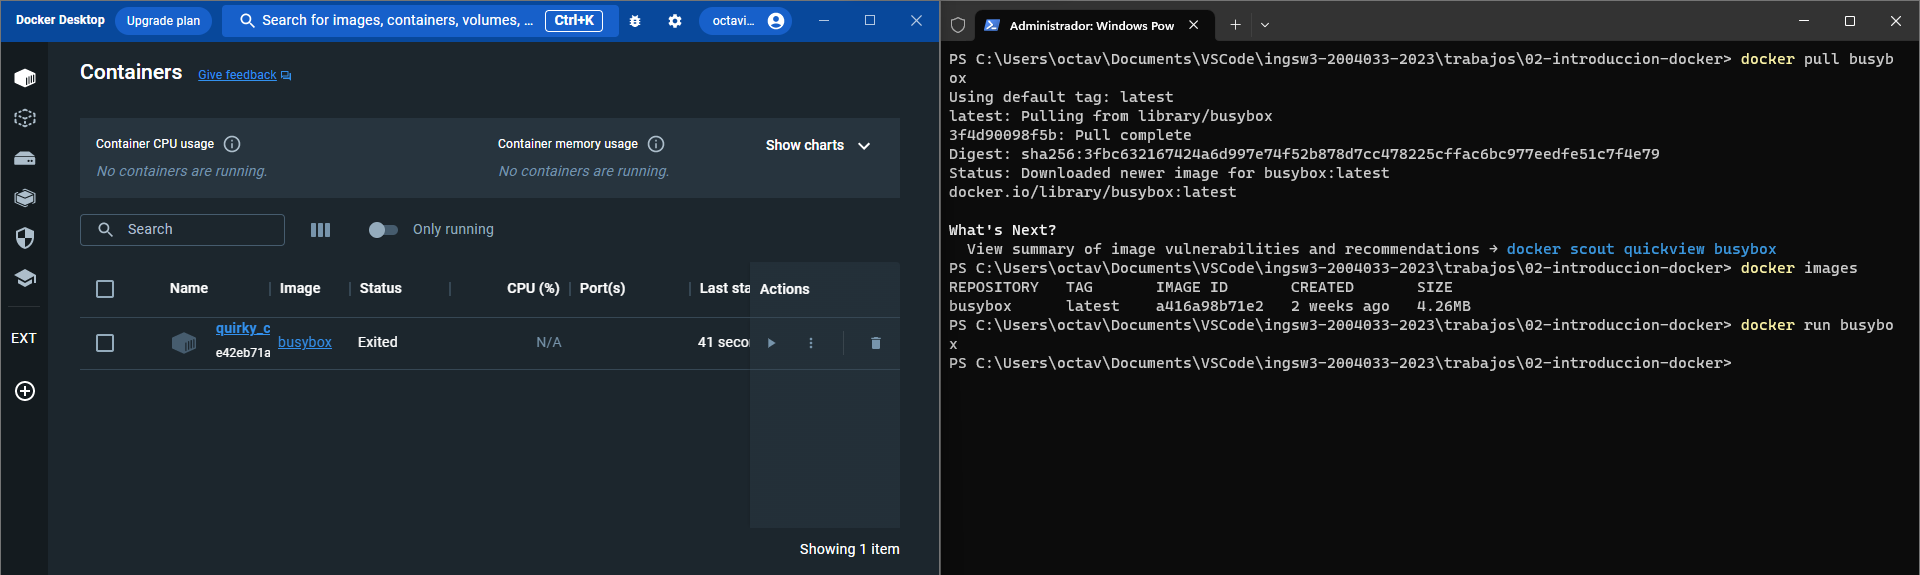 Docker Desktop
Upgrade plan
Search for images, containers, volumes, ...
Ctrl+K
octavi...
Containers
Give feedback
Container CPU usage
No containers are running.
Container memory usage
No containers are running.
Show charts
Search
Only running
Name
Image
Status
CPU (%)
Port(s)
Last sta
Actions
quirky_c
e42eb71a
busybox
Exited
N/A
41 seco
EXT
Showing 1 item
Administrador: Windows Pow
PS C:\Users\octav\Documents\VSCode\ingsw3-2004033-2023\trabajos\02-introduccion-docker> docker pull busyb
ox
Using default tag: latest
latest: Pulling from library/busybox
3f4d90098f5b: Pull complete
Digest: sha256:3fbc632167424a6d997e74f52b878d7cc478225cffac6bc977eedfe51c7f4e79
Status: Downloaded newer image for busybox:latest
docker.io/library/busybox:latest
What's Next?
View summary of image vulnerabilities and recommendations → docker scout quickview busybox
PS C:\Users\octav\Documents\VSCode\ingsw3-2004033-2023\trabajos\02-introduccion-docker> docker images
REPOSITORY TAG IMAGE ID CREATED SIZE
busybox latest a416a98b71e2 2 weeks ago 4.26MB
PS C:\Users\octav\Documents\VSCode\ingsw3-2004033-2023\trabajos\02-introduccion-docker> docker run busybo
x
PS C:\Users\octav\Documents\VSCode\ingsw3-2004033-2023\trabajos\02-introduccion-docker>